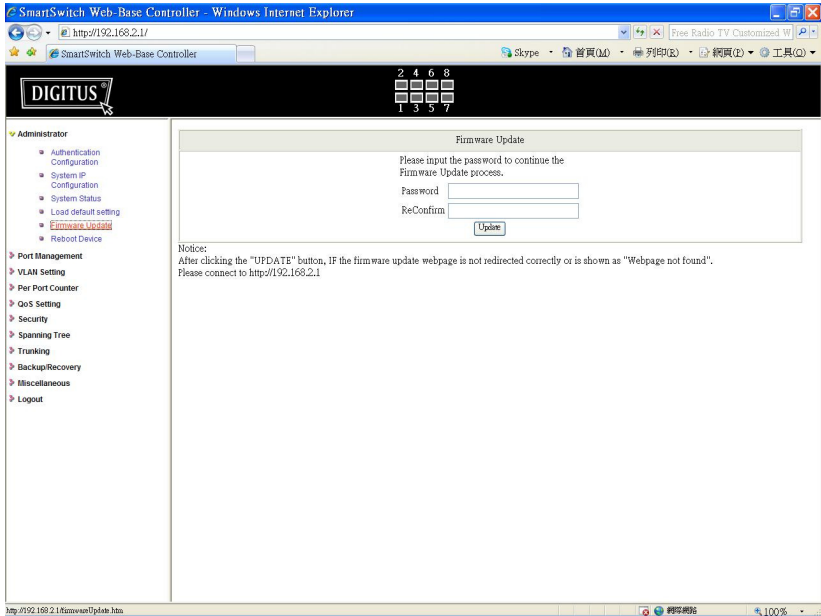 SmartSwitch Web-Base Controller - Windows Internet Explorer
http://192.168.2.1/
Free Radio TV Customized W
SmartSwitch Web-Base Controller
Skype
首頁(M)
列印(R)
網頁(P)
工具(O)
DIGITUS®
2 4 6 8
1 3 5 7
Administrator
Authentication
Configuration
System IP
Configuration
System Status
Load default setting
Firmware Update
Reboot Device
Port Management
VLAN Setting
Per Port Counter
QoS Setting
Security
Spanning Tree
Trunking
Backup/Recovery
Miscellaneous
Logout
Firmware Update
Please input the password to continue the
Firmware Update process.
Password
ReConfirm
Update
Notice:
After clicking the "UPDATE" button, IF the firmware update webpage is not redirected correctly or is shown as "Webpage not found".
Please connect to http://192.168.2.1
http://192.168.2.1/firmwareUpdate.htm
網際網路
100%